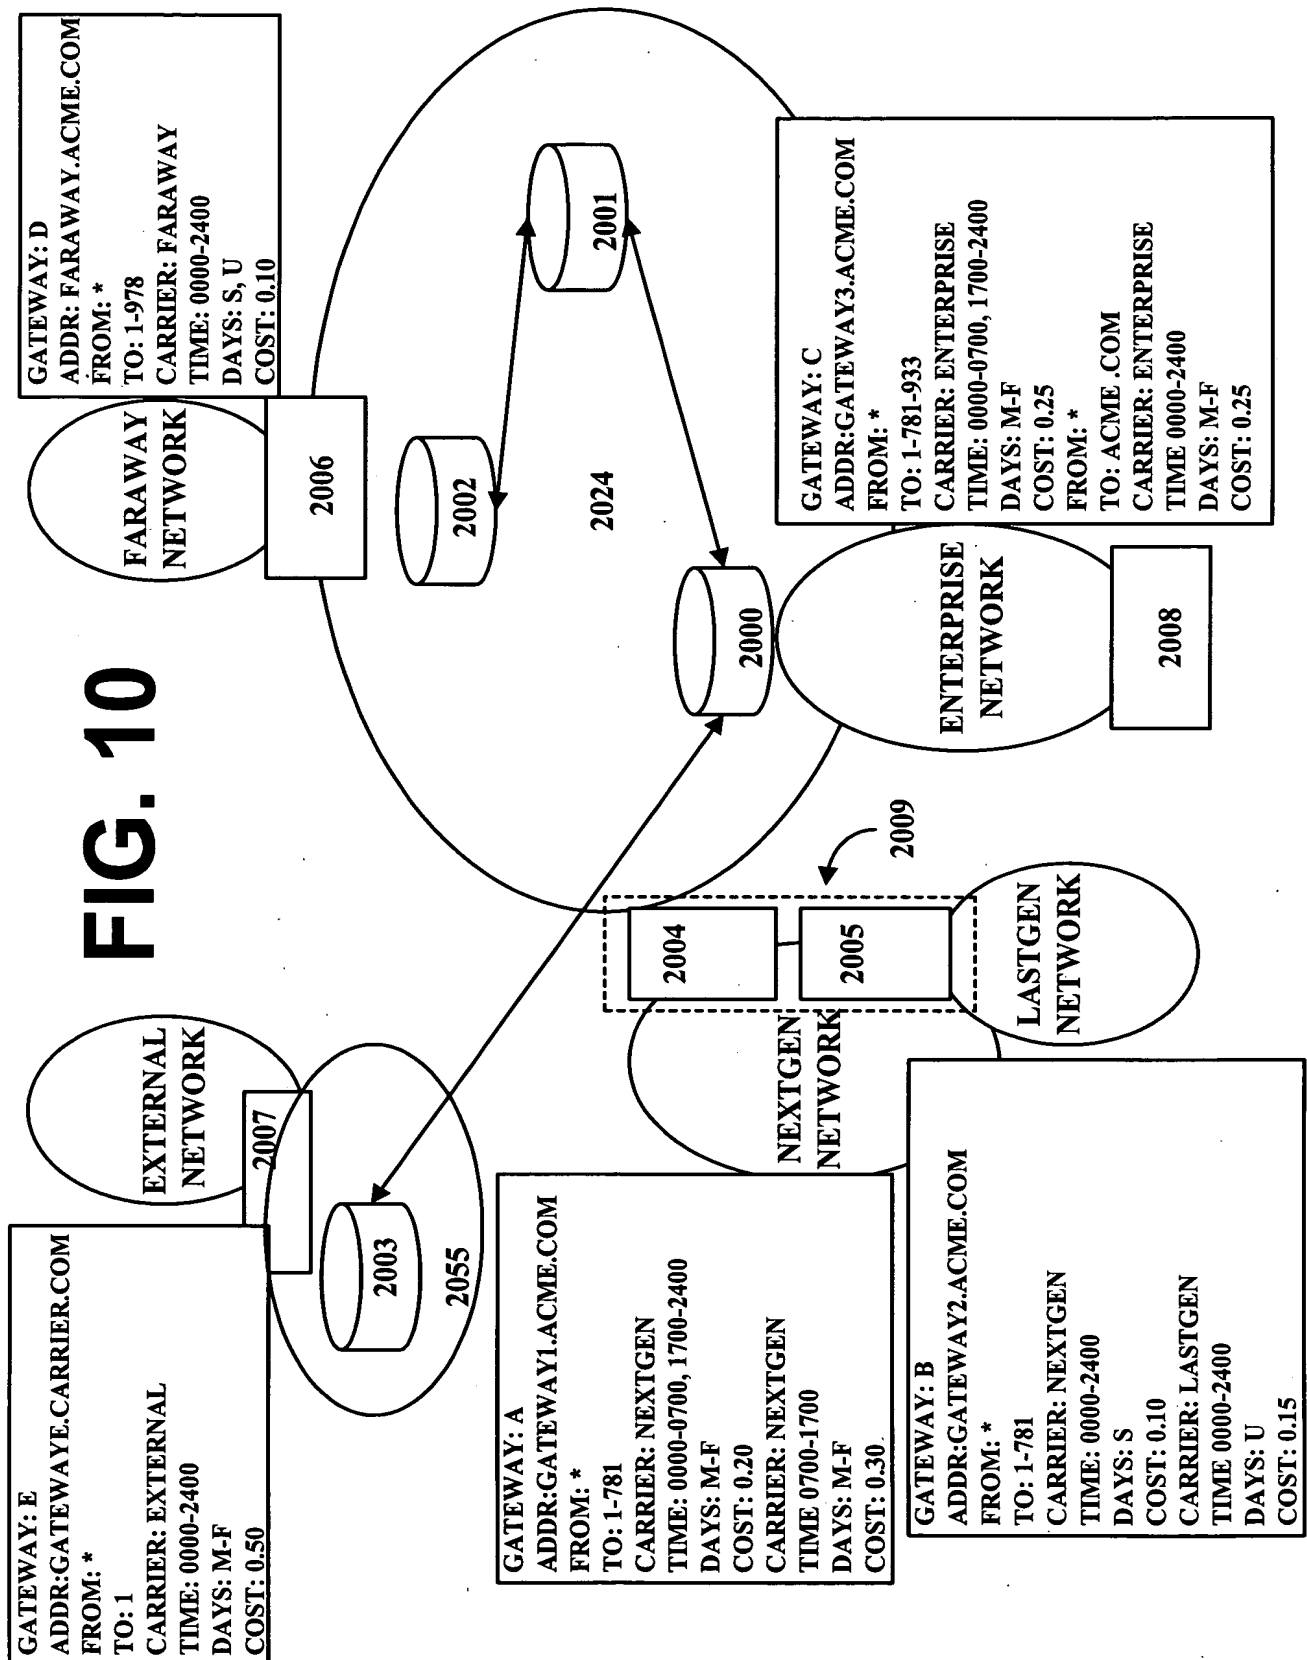 FIG. 10
GATEWAY: E
ADDR:GATEWAYE.CARRIER.COM
FROM: *
TO: 1
CARRIER: EXTERNAL
TIME: 0000-2400
DAYS: M-F
COST: 0.50
EXTERNAL
NETWORK
2007
2003
2055
GATEWAY: D
ADDR: FARAWAY.ACME.COM
FROM: *
TO: 1-978
CARRIER: FARAWAY
TIME: 0000-2400
DAYS: S, U
COST: 0.10
FARAWAY
NETWORK
2006
2002
2001
2024
2000
GATEWAY: A
ADDR:GATEWAY1.ACME.COM
FROM: *
TO: 1-781
CARRIER: NEXTGEN
TIME: 0000-0700, 1700-2400
DAYS: M-F
COST: 0.20
CARRIER: NEXTGEN
TIME 0700-1700
DAYS: M-F
COST: 0.30
NEXTGEN
NETWORK
2004
2005
2009
LASTGEN
NETWORK
GATEWAY: B
ADDR:GATEWAY2.ACME.COM
FROM: *
TO: 1-781
CARRIER: NEXTGEN
TIME: 0000-2400
DAYS: S
COST: 0.10
CARRIER: LASTGEN
TIME 0000-2400
DAYS: U
COST: 0.15
ENTERPRISE
NETWORK
2008
GATEWAY: C
ADDR:GATEWAY3.ACME.COM
FROM: *
TO: 1-781-933
CARRIER: ENTERPRISE
TIME: 0000-0700, 1700-2400
DAYS: M-F
COST: 0.25
FROM: *
TO: ACME .COM
CARRIER: ENTERPRISE
TIME 0000-2400
DAYS: M-F
COST: 0.25